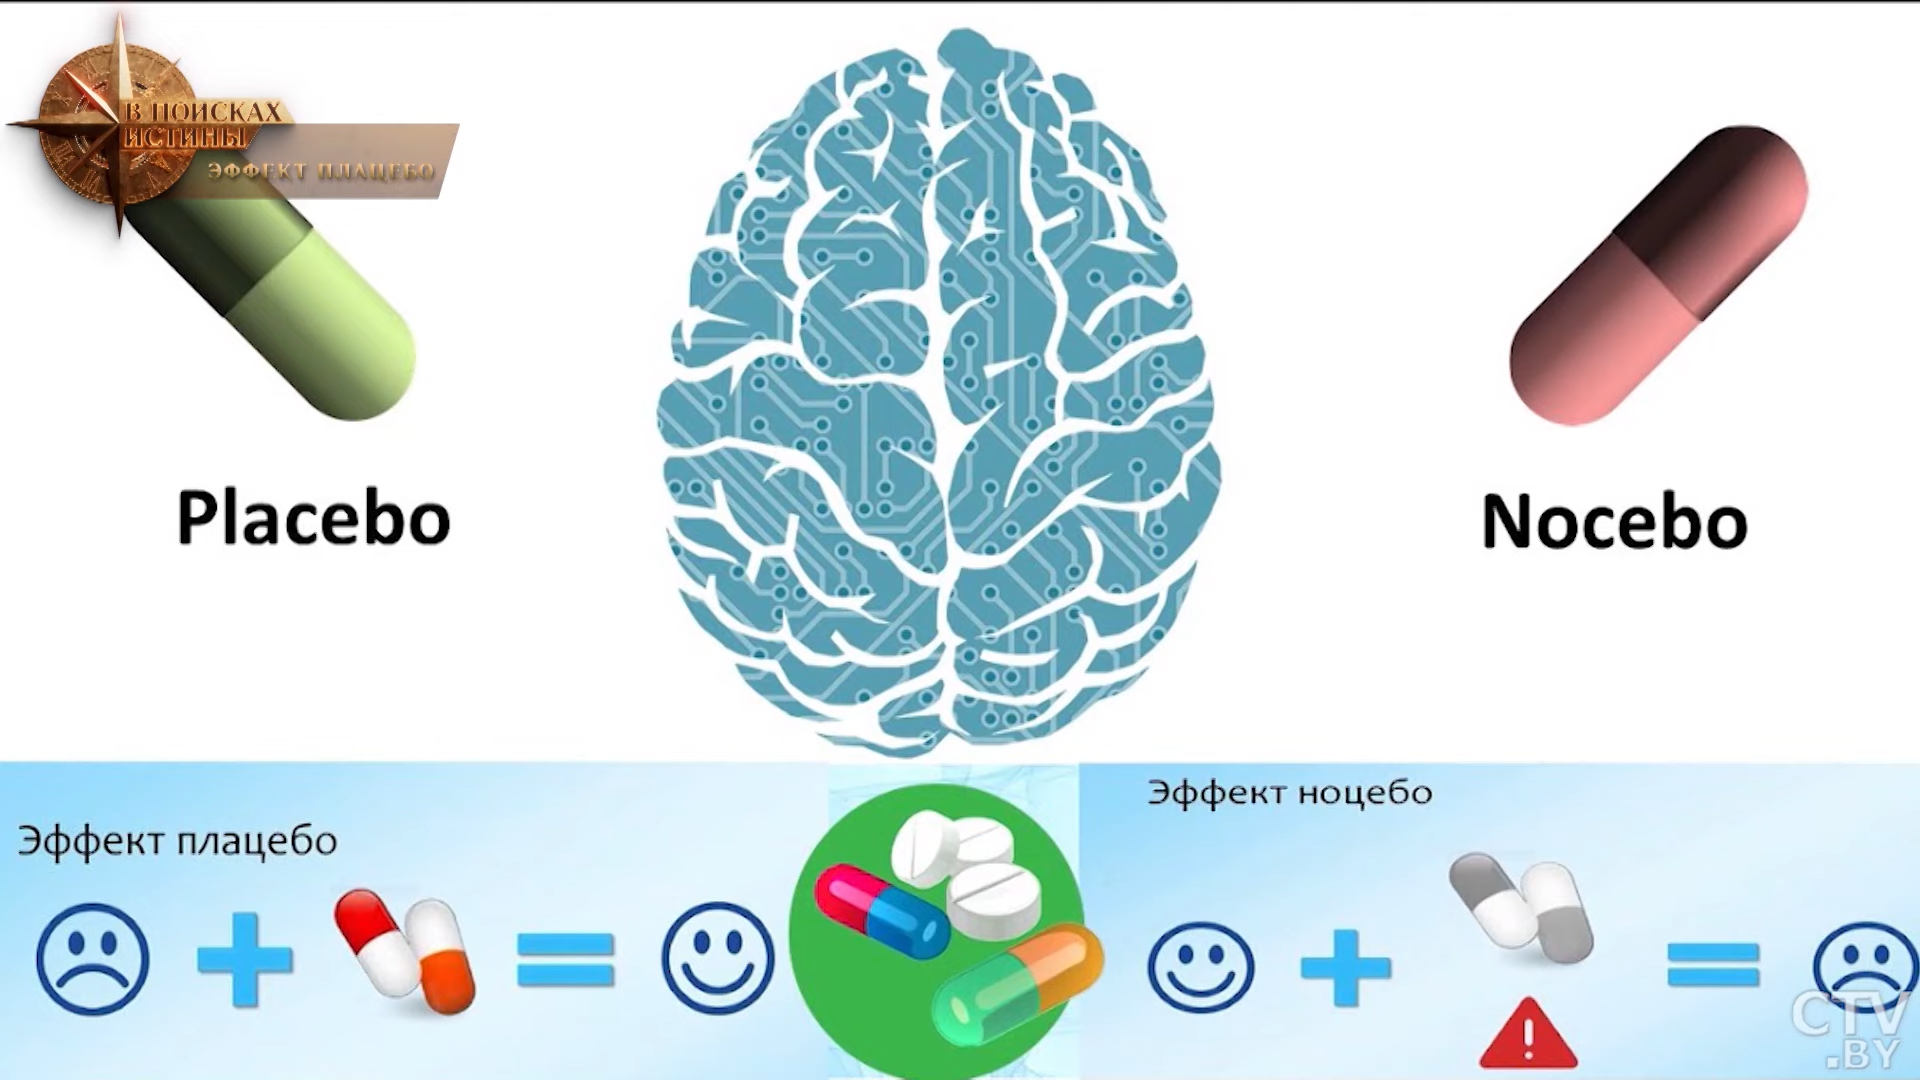 В ПОИСКАХ
ИСТИНЫ
ЭФФЕКТ ПЛАЦЕБО
Placebo
Nocebo
Эффект плацебо
Эффект ноцебо
CTV
.BY